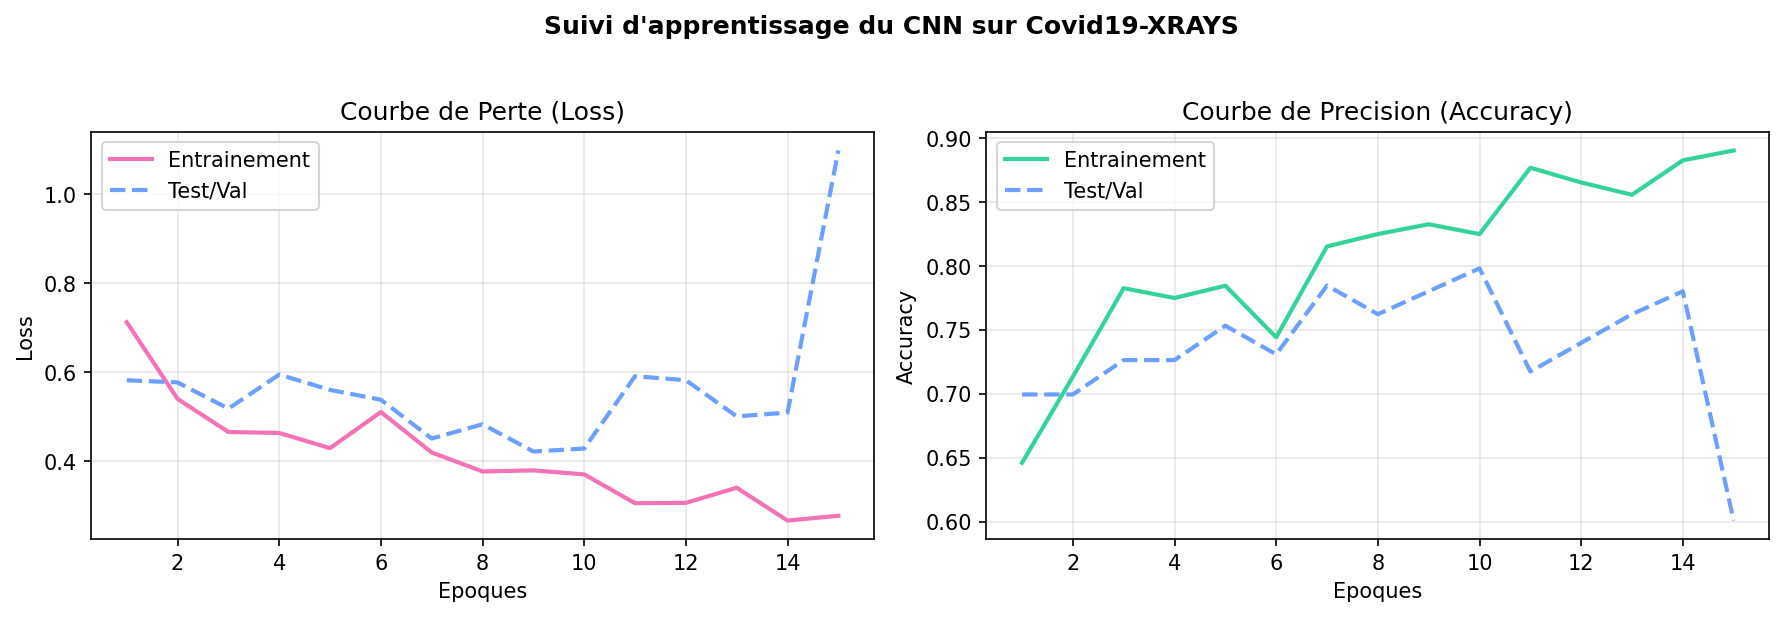 Suivi d'apprentissage du CNN sur Covid19-XRAYS
Courbe de Perte (Loss)
Entrainement
Test/Val
Loss
1.0
0.8
0.6
0.4
2 4 6 8 10 12 14
Epoques
Courbe de Precision (Accuracy)
Entrainement
Test/Val
Accuracy
0.90
0.85
0.80
0.75
0.70
0.65
0.60
2 4 6 8 10 12 14
Epoques